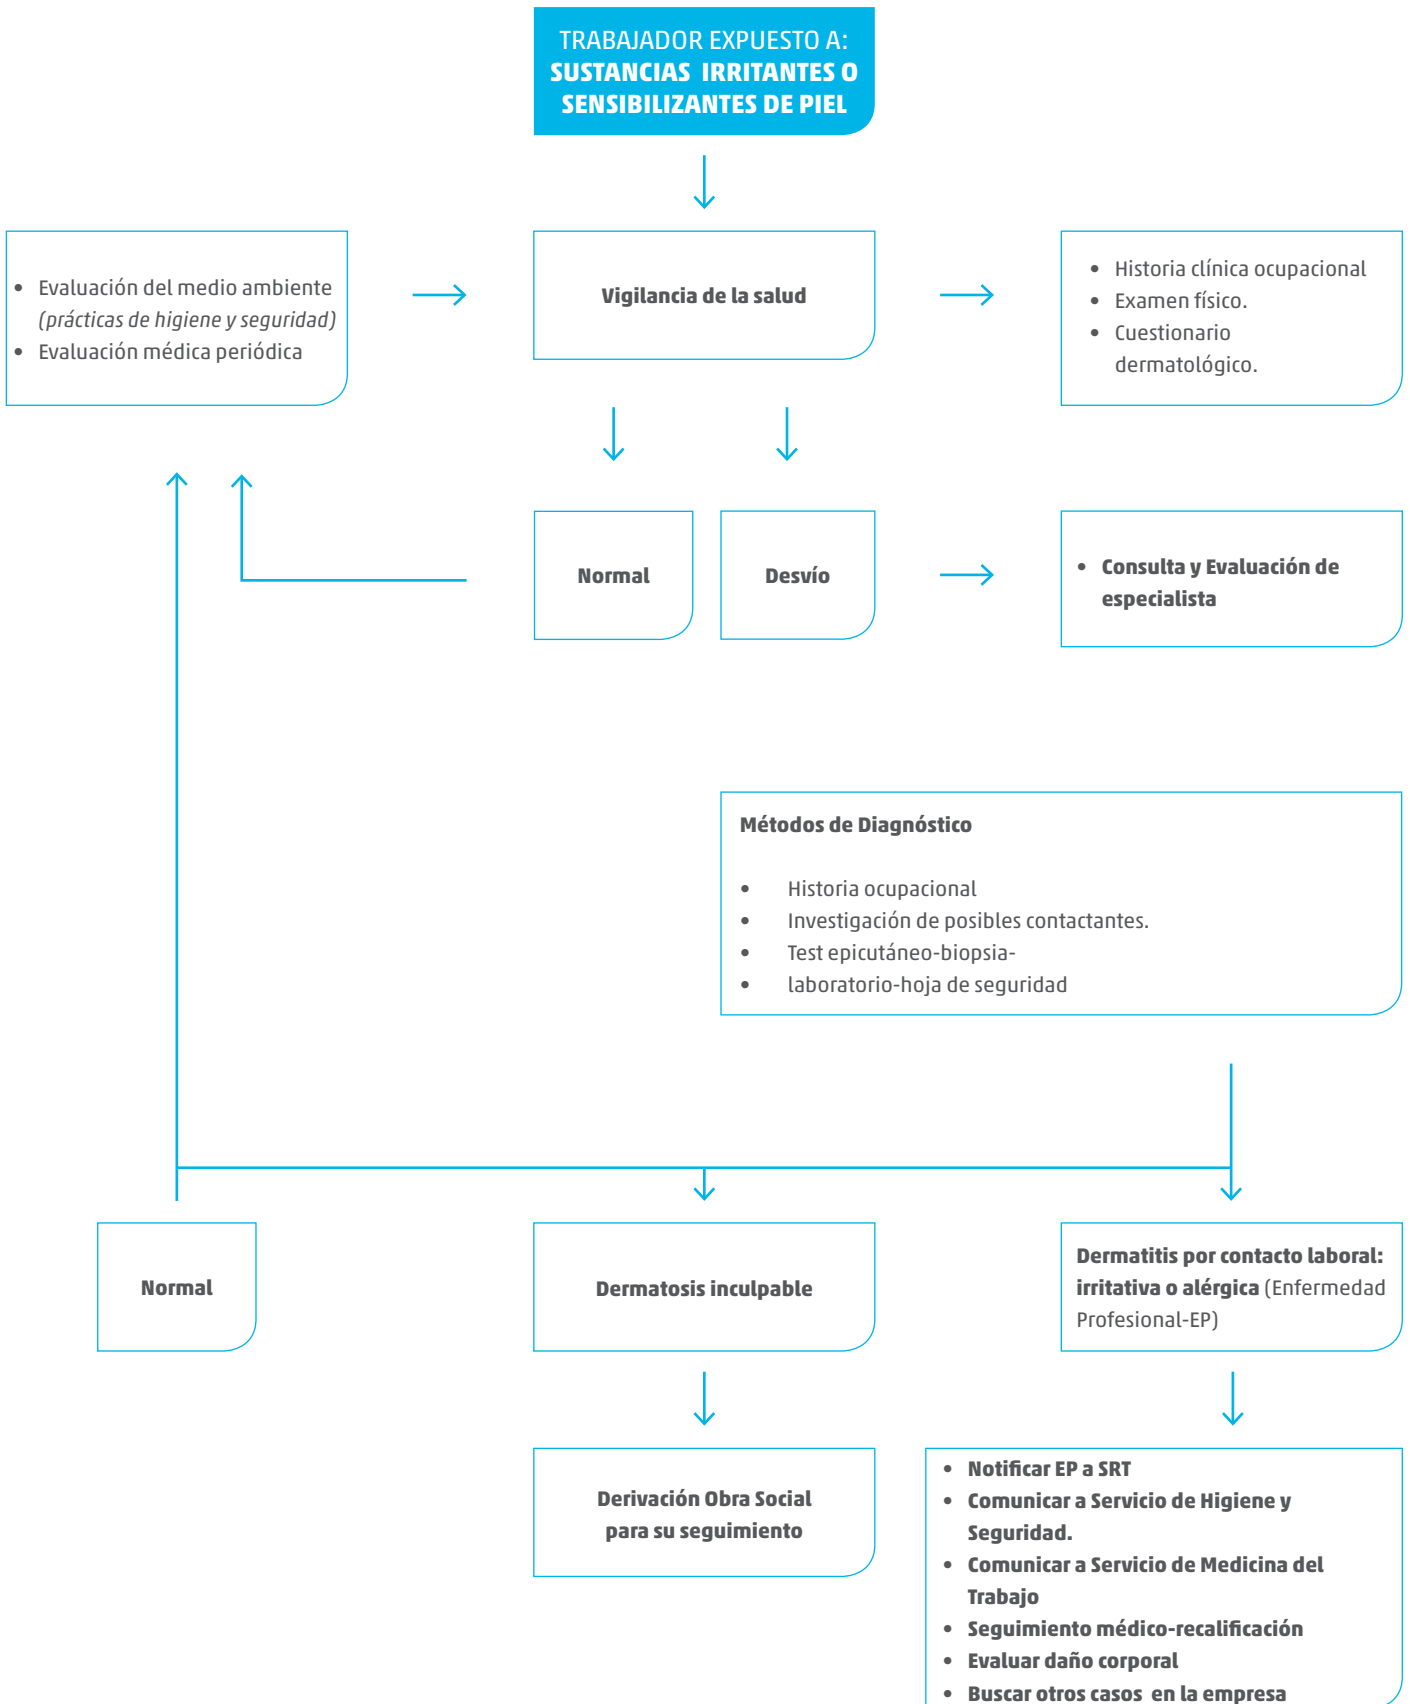 TRABAJADOR EXPUESTO A:
SUSTANCIAS IRRITANTES O
SENSIBILIZANTES DE PIEL
• Evaluación del medio ambiente
(prácticas de higiene y seguridad)
• Evaluación médica periódica
Vigilancia de la salud
• Historia clínica ocupacional
• Examen físico.
• Cuestionario
dermatológico.
Normal
Desvío
• Consulta y Evaluación de
especialista
Métodos de Diagnóstico
• Historia ocupacional
• Investigación de posibles contactantes.
• Test epicutáneo-biopsia-
• laboratorio-hoja de seguridad
Normal
Dermatosis inculpable
Dermatitis por contacto laboral:
irritativa o alérgica (Enfermedad
Profesional-EP)
Derivación Obra Social
para su seguimiento
• Notificar EP a SRT
• Comunicar a Servicio de Higiene y
Seguridad.
• Comunicar a Servicio de Medicina del
Trabajo
• Seguimiento médico-recalificación
• Evaluar daño corporal
• Buscar otros casos en la empresa